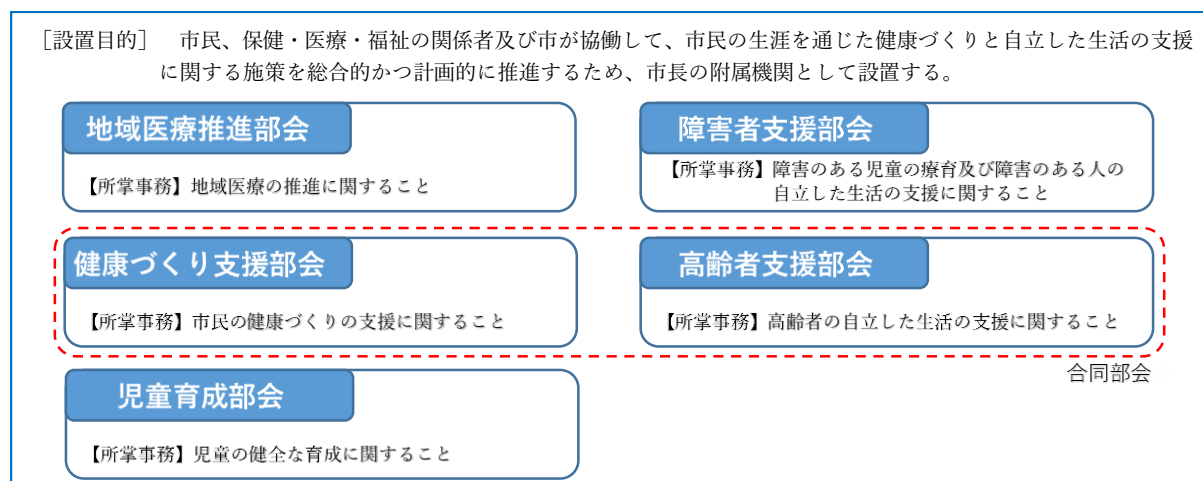 ［設置目的］　市民、保健・医療・福祉の関係者及び市が協働して、市民の生涯を通じた健康づくりと自立した生活の支援
に関する施策を総合的かつ計画的に推進するため、市長の附属機関として設置する。
地域医療推進部会
【所掌事務】地域医療の推進に関すること
障害者支援部会
【所掌事務】障害のある児童の療育及び障害のある人の
自立した生活の支援に関すること
健康づくり支援部会
【所掌事務】市民の健康づくりの支援に関すること
高齢者支援部会
【所掌事務】高齢者の自立した生活の支援に関すること
合同部会
児童育成部会
【所掌事務】児童の健全な育成に関すること